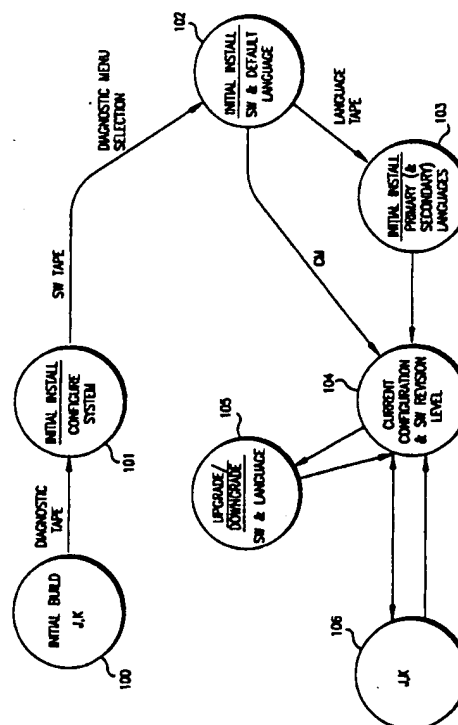 INITIAL BUILD
J,K
100
DIAGNOSTIC TAPE
INITIAL INSTALL
CONFIGURE
SYSTEM
101
SW TAPE
DIAGNOSTIC MENU
SELECTION
102
INITIAL INSTALL
SW & DEFAULT
LANGUAGE
LANGUAGE
TAPE
103
INITIAL INSTALL
PRIMARY (&
SECONDARY)
LANGUAGES
CM
104
CURRENT
CONFIGURATION
& SW REVISION
LEVEL
105
UPGRADE/
DOWNGRADE
SW & LANGUAGE
106
J,K